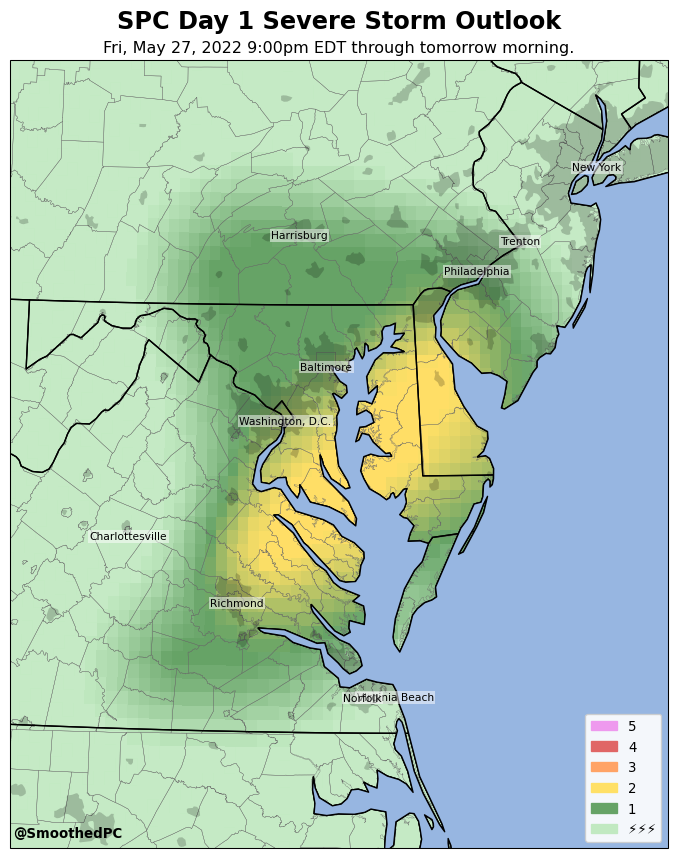 SPC Day 1 Severe Storm Outlook
Fri, May 27, 2022 9:00pm EDT through tomorrow morning.
New York
Harrisburg
Trenton
Philadelphia
Baltimore
Washington, D.C.
Charlottesville
Richmond
Norfolk
Virginia Beach
5
4
3
2
1
⚡⚡⚡
@SmoothedPC